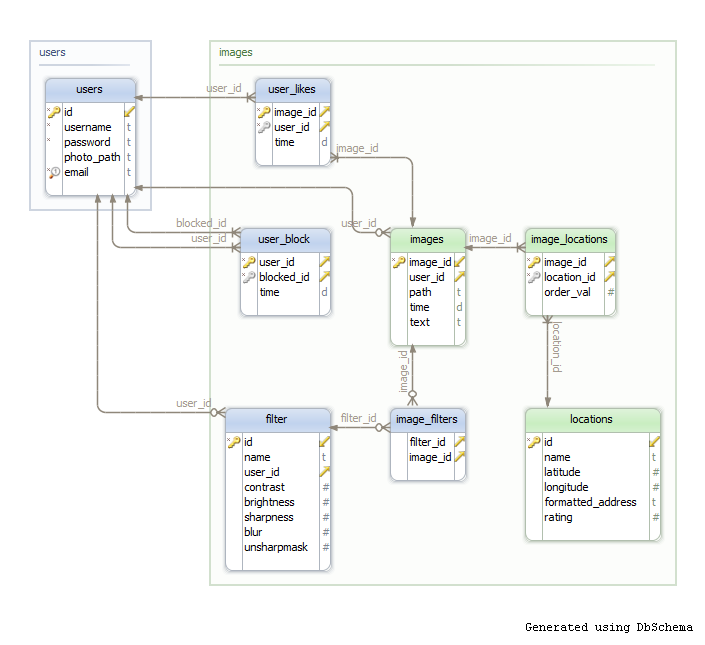 users
images
users
id
username t
password t
photo_path t
email t
user_id
user_likes
image_id
user_id
time d
image_id
blocked_id
user_id
user_block
user_id
blocked_id
time d
user_id
images
image_id
user_id
path t
time d
text t
image_id
image_locations
image_id
location_id
order_val #
location_id
image_id
user_id
filter
id
name t
user_id
contrast #
brightness #
sharpness #
blur #
unsharpmask #
filter_id
image_filters
filter_id
image_id
locations
id
name t
latitude #
longitude #
formatted_address t
rating #
Generated using DbSchema